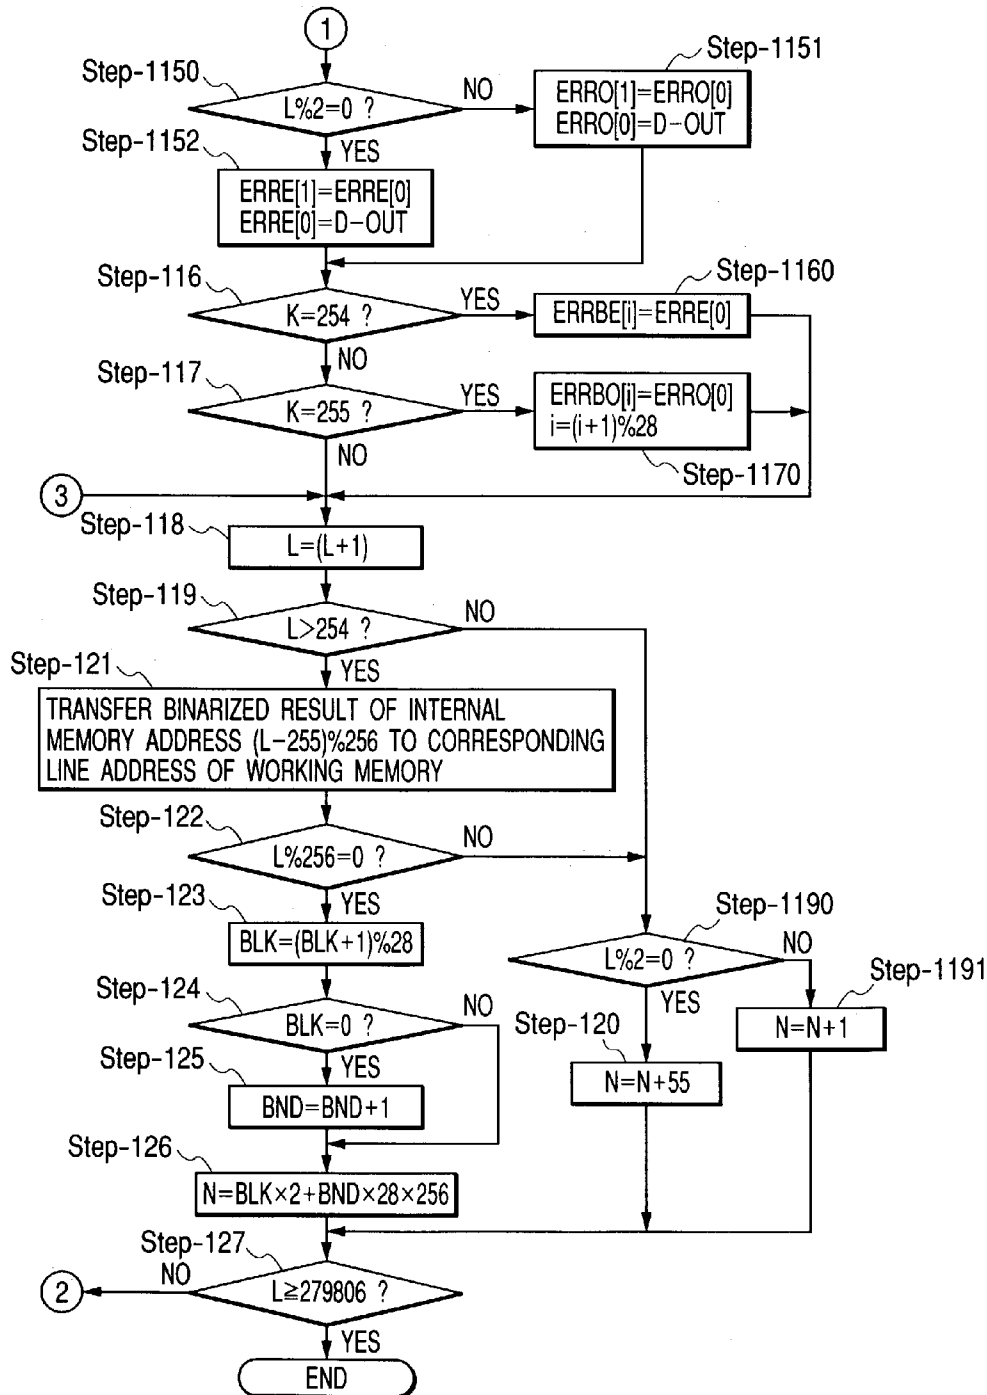 1
Step-1150
L%2=0 ?
NO
YES
Step-1151
ERRO[1]=ERRO[0]
ERRO[0]=D-OUT
Step-1152
ERRE[1]=ERRE[0]
ERRE[0]=D-OUT
Step-116
K=254 ?
YES
NO
Step-1160
ERRBE[i]=ERRE[0]
Step-117
K=255 ?
YES
NO
ERRBO[i]=ERRO[0]
i=(i+1)%28
Step-1170
3
Step-118
L=(L+1)
Step-119
L>254 ?
NO
YES
Step-121
TRANSFER BINARIZED RESULT OF INTERNAL
MEMORY ADDRESS (L-255)%256 TO CORRESPONDING
LINE ADDRESS OF WORKING MEMORY
Step-122
L%256=0 ?
NO
YES
Step-123
BLK=(BLK+1)%28
Step-1190
L%2=0 ?
NO
YES
Step-1191
N=N+1
Step-120
N=N+55
Step-124
BLK=0 ?
NO
YES
Step-125
BND=BND+1
Step-126
N=BLK×2+BND×28×256
Step-127
L≧279806 ?
NO
2
YES
END